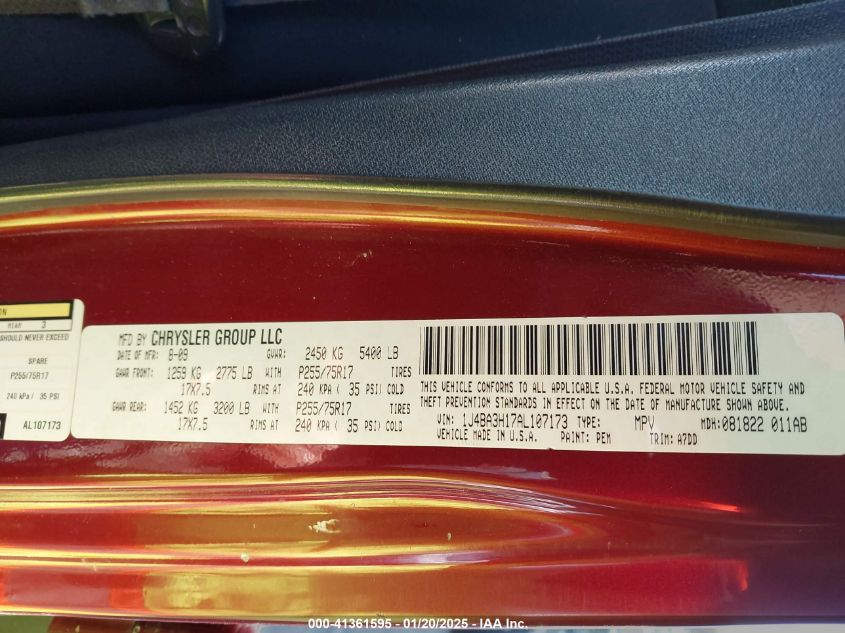 ON
REAR 3
SHOULD NEVER EXCEED
SPARE
P255/75R17
240 kPa / 35 PSI
AL107173
MFD BY CHRYSLER GROUP LLC
DATE OF MFR: 8-09 GVWR: 2450 KG 5400 LB
GAWR FRONT: 1259 KG 2775 LB WITH P255/75R17 TIRES
17X7.5 RIMS AT 240 KPA ( 35 PSI) COLD
GAWR REAR: 1452 KG 3200 LB WITH P255/75R17 TIRES
17X7.5 RIMS AT 240 KPA ( 35 PSI) COLD
THIS VEHICLE CONFORMS TO ALL APPLICABLE U.S.A. FEDERAL MOTOR VEHICLE SAFETY AND
THEFT PREVENTION STANDARDS IN EFFECT ON THE DATE OF MANUFACTURE SHOWN ABOVE.
VIN: 1J4BA3H17AL107173 TYPE: MPV MDH: 081822 011AB
VEHICLE MADE IN U.S.A. PAINT: PEM TRIM: A7DD
000-41361595 - 01/20/2025 - IAA Inc.